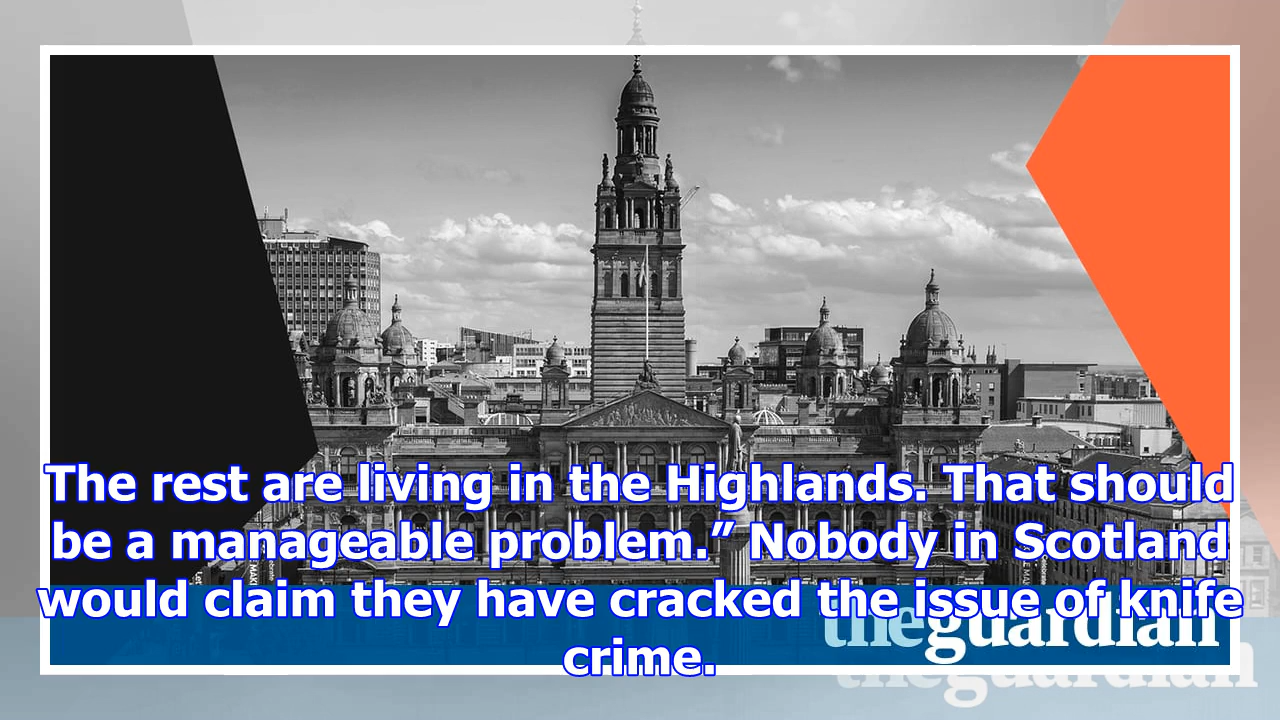 The rest are living in the Highlands. That should
be a manageable problem.” Nobody in Scotland
would claim they have cracked the issue of knife
crime.
theguardian
theguardian